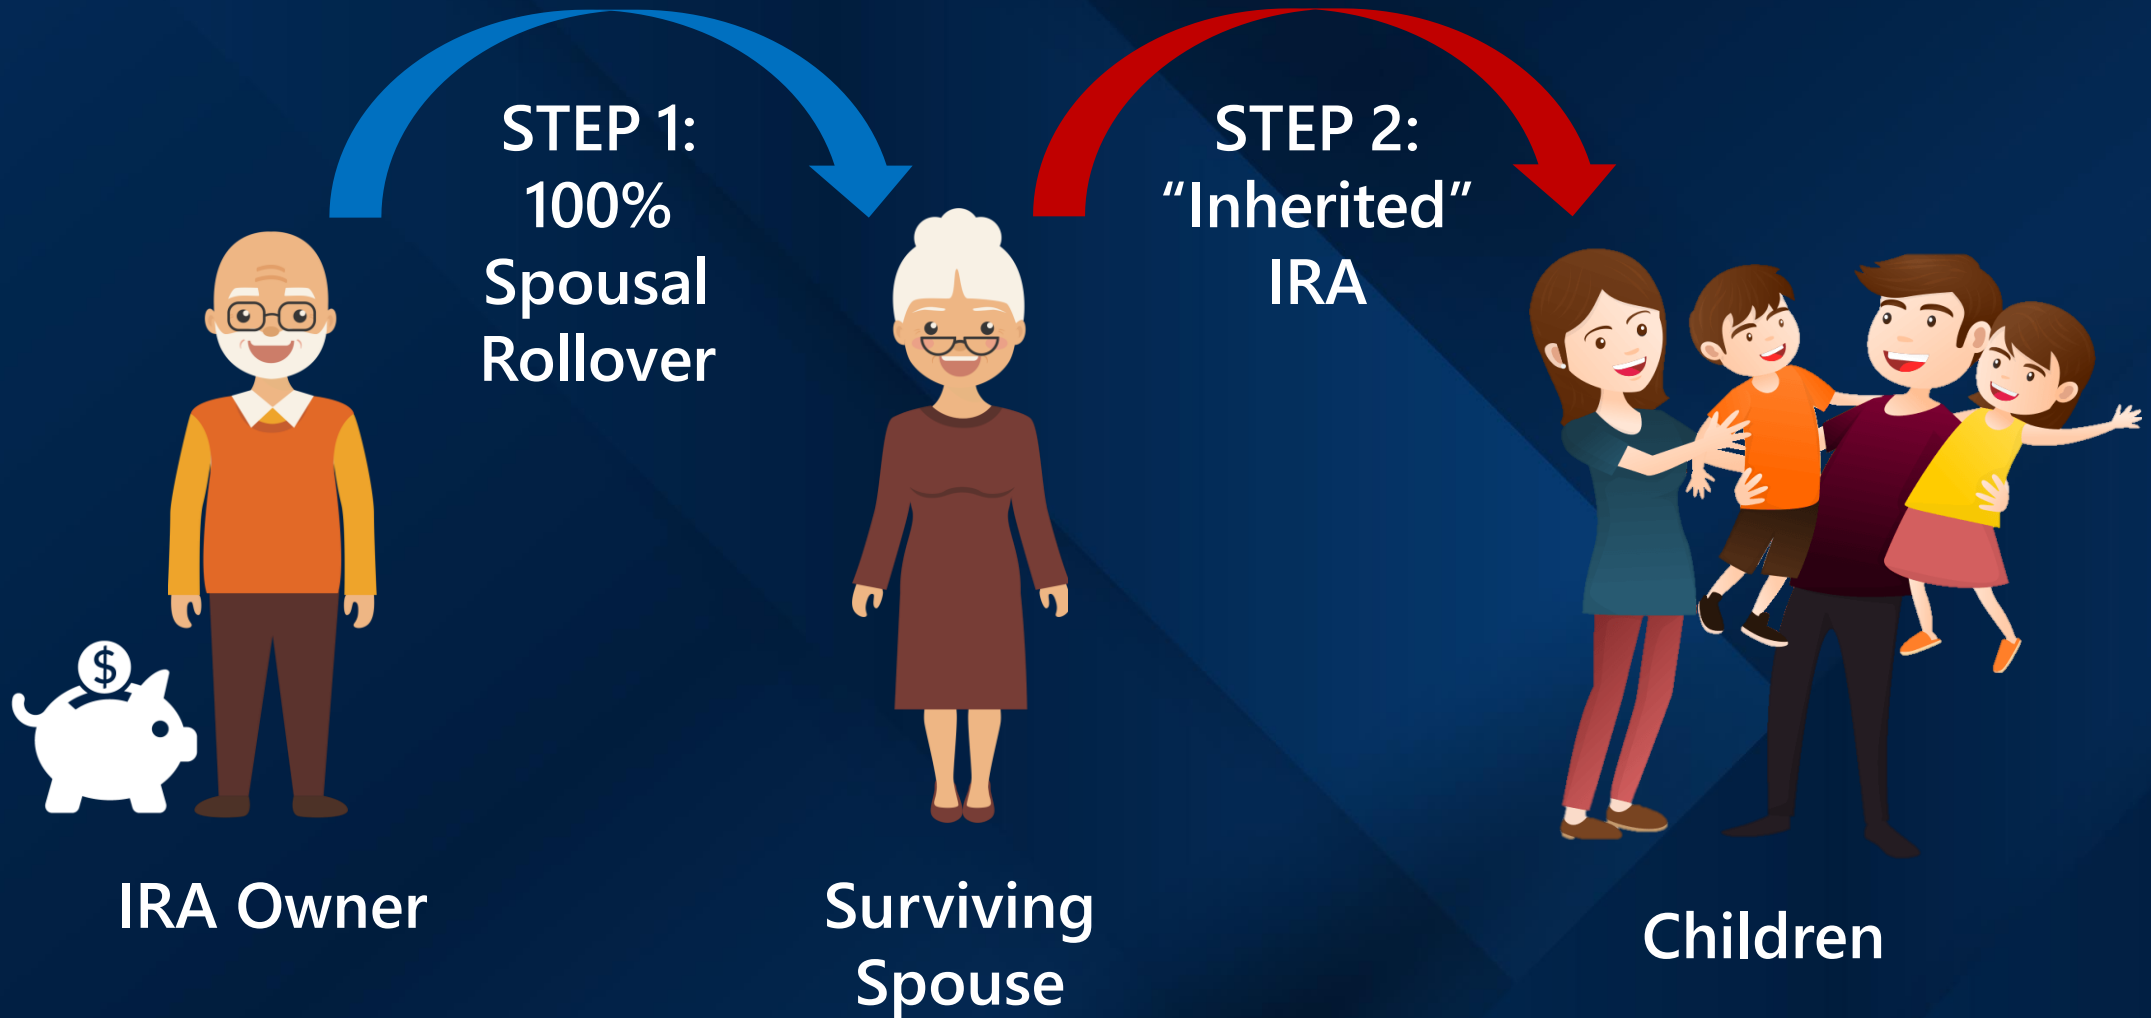 STEP 1:
100%
Spousal
Rollover
STEP 2:
“Inherited”
IRA
$
IRA Owner
Surviving
Spouse
Children